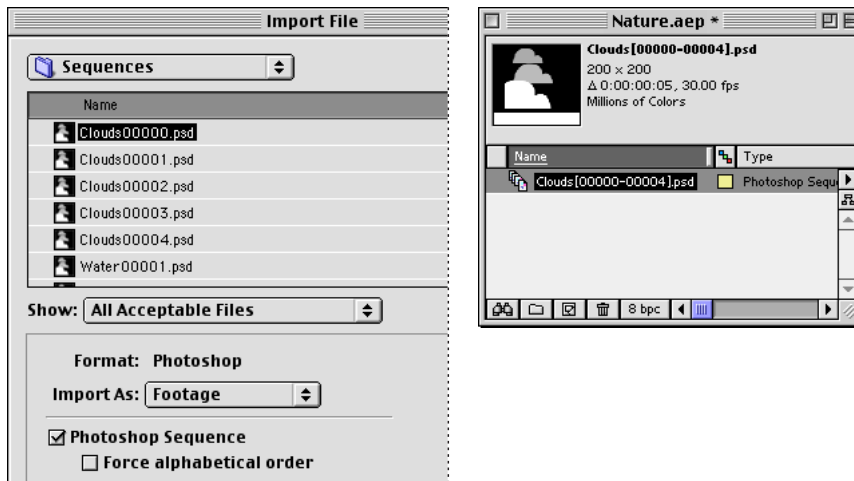 Import File
Sequences
Name
Clouds00000.psd
Clouds00001.psd
Clouds00002.psd
Clouds00003.psd
Clouds00004.psd
Water00001.psd
Show: All Acceptable Files
Format: Photoshop
Import As: Footage
Photoshop Sequence
Force alphabetical order
Nature.aep *
Clouds[00000-00004].psd
200 × 200
Δ 0:00:00:05, 30.00 fps
Millions of Colors
Name Type
Clouds[00000-00004].psd Photoshop Sequ
8 bpc